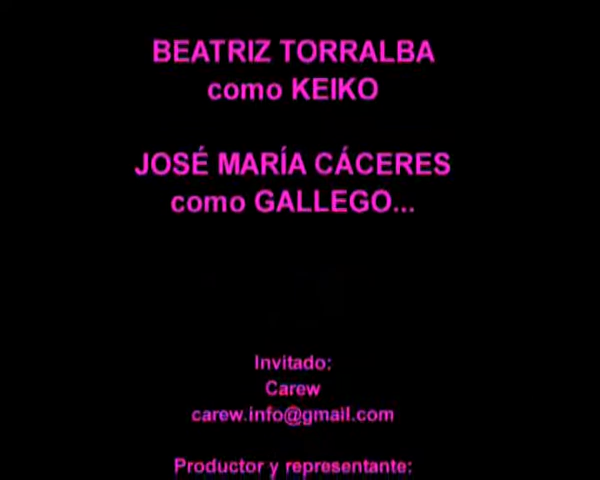 BEATRIZ TORRALBA
como KEIKO
JOSÉ MARÍA CÁCERES
como GALLEGO...
Invitado:
Carew
carew.info@gmail.com
Productor y representante: